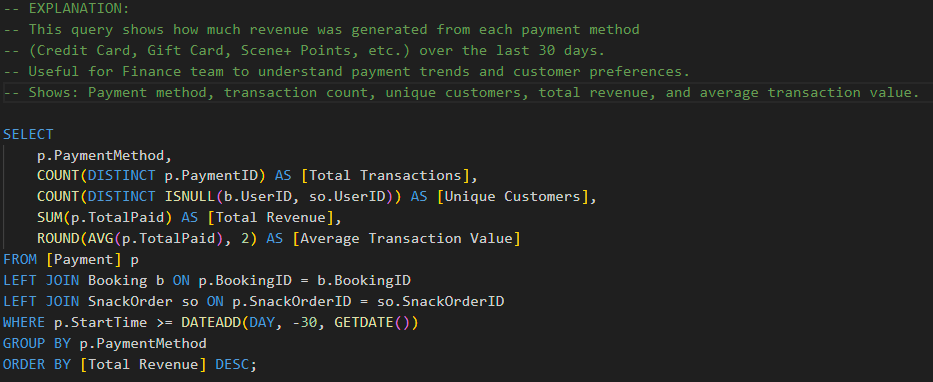 -- EXPLANATION:
-- This query shows how much revenue was generated from each payment method
-- (Credit Card, Gift Card, Scene+ Points, etc.) over the last 30 days.
-- Useful for Finance team to understand payment trends and customer preferences.
-- Shows: Payment method, transaction count, unique customers, total revenue, and average transaction value.
SELECT
p.PaymentMethod,
COUNT(DISTINCT p.PaymentID) AS [Total Transactions],
COUNT(DISTINCT ISNULL(b.UserID, so.UserID)) AS [Unique Customers],
SUM(p.TotalPaid) AS [Total Revenue],
ROUND(AVG(p.TotalPaid), 2) AS [Average Transaction Value]
FROM [Payment] p
LEFT JOIN Booking b ON p.BookingID = b.BookingID
LEFT JOIN SnackOrder so ON p.SnackOrderID = so.SnackOrderID
WHERE p.StartTime >= DATEADD(DAY, -30, GETDATE())
GROUP BY p.PaymentMethod
ORDER BY [Total Revenue] DESC;